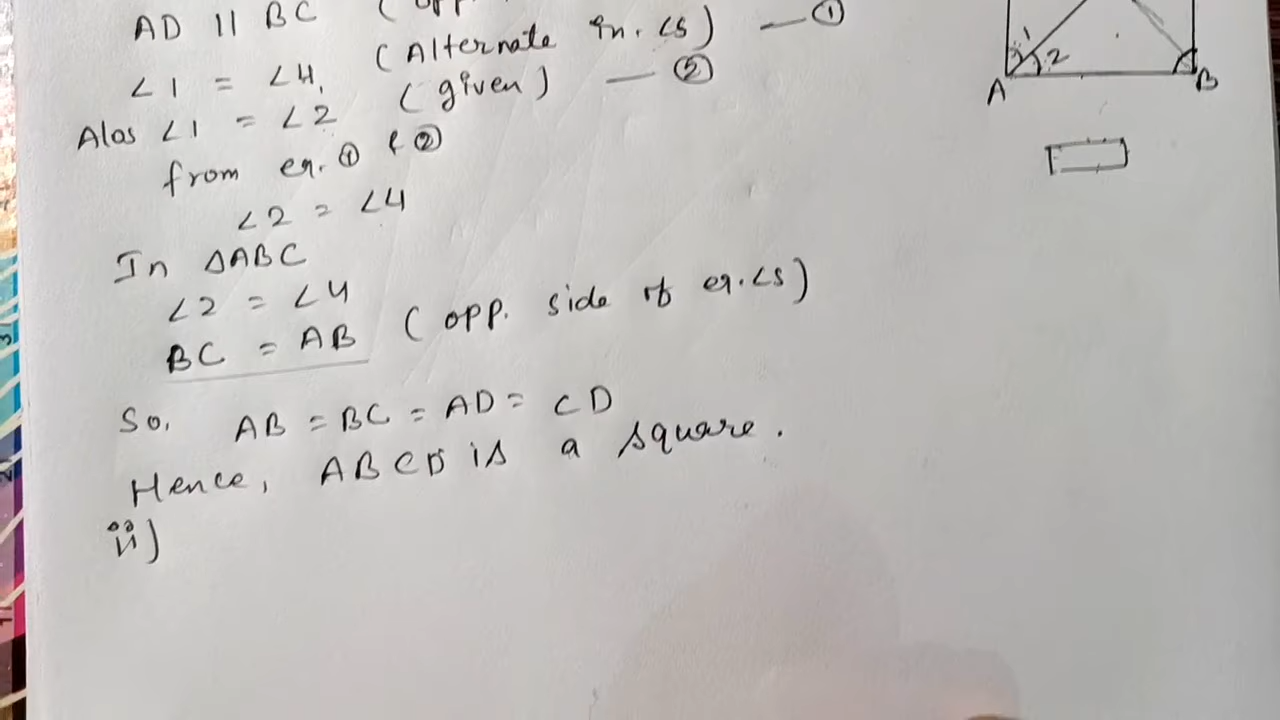 AD || BC (opp.
∠1 = ∠4, (Alternate in. ∠s) — ①
Alos ∠1 = ∠2 (given) — ②
from eq. ① & ②
∠2 = ∠4
In ΔABC
∠2 = ∠4
BC = AB (opp. side of eq. ∠s)
So, AB = BC = AD = CD
Hence, ABCD is a square.
ii)
1
2
A
B